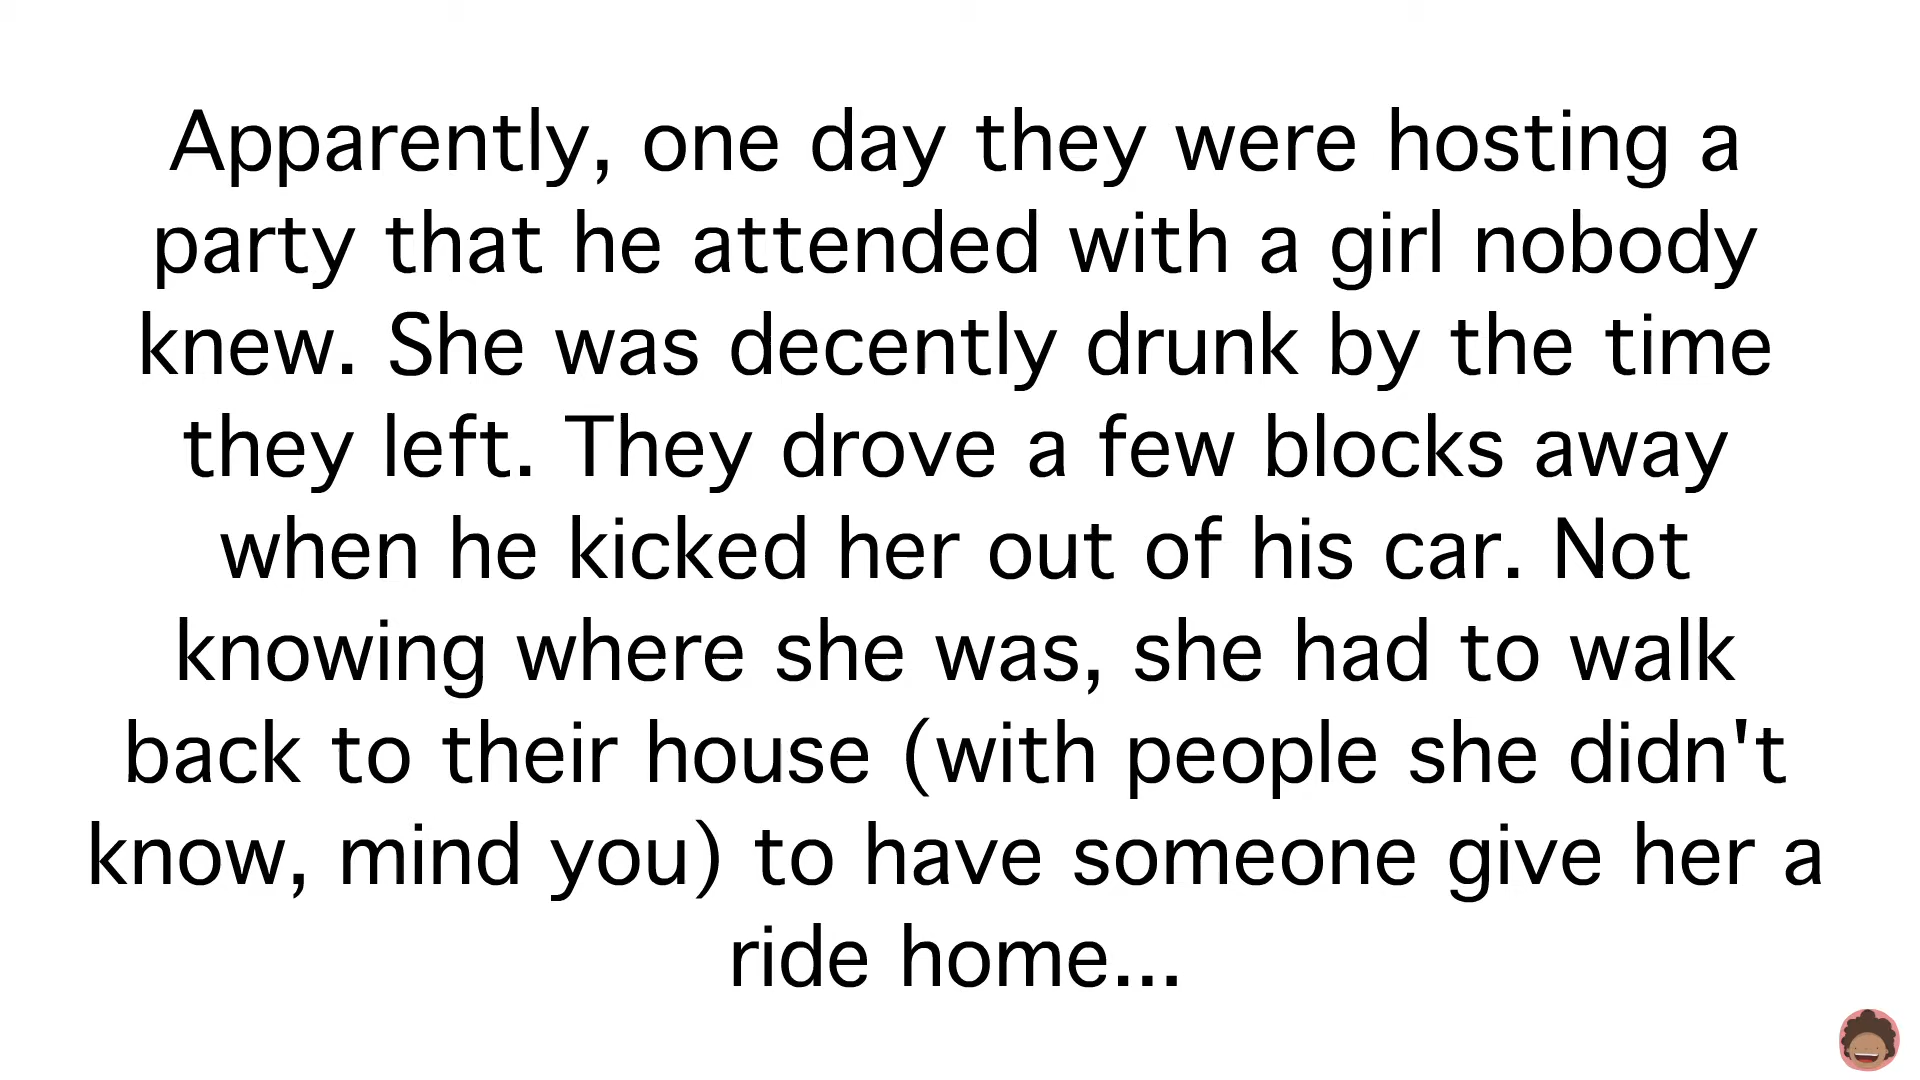 Apparently, one day they were hosting a
party that he attended with a girl nobody
knew. She was decently drunk by the time
they left. They drove a few blocks away
when he kicked her out of his car. Not
knowing where she was, she had to walk
back to their house (with people she didn't
know, mind you) to have someone give her a
ride home...